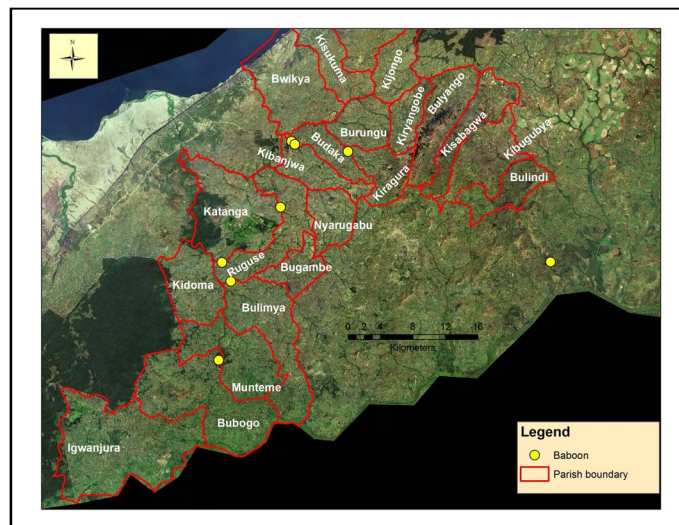 N
Kisukuma
Kijongo
Bwikya
Kiryangobe
Bulyango
Kisabagwa
Kibugubya
Burungu
Budaka
Kibanjwa
Kiragura
Bulindi
Katanga
Nyarugabu
Ruguse
Bugambe
Kidoma
Bulimya
0 2 4 8 12 16
Kilometers
Munteme
Bubogo
Igwanjura
Legend
Baboon
Parish boundary